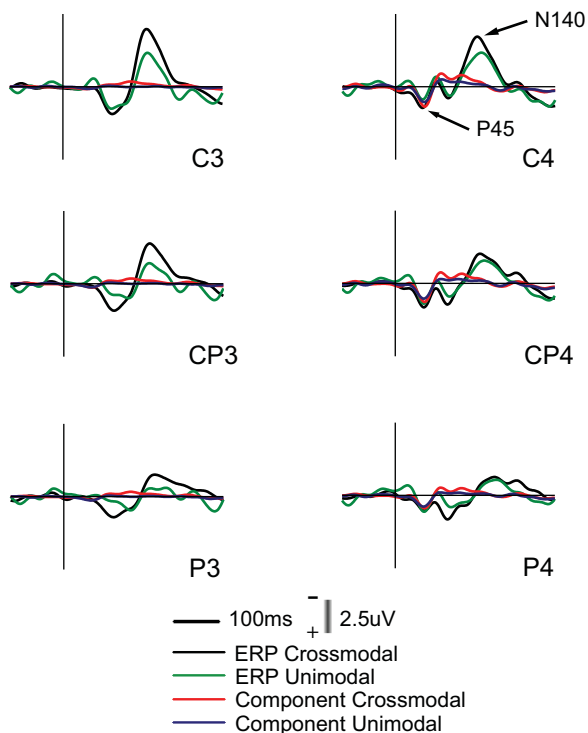 N140
P45
C3
C4
CP3
CP4
P3
P4
100ms - + 2.5uV
ERP Crossmodal
ERP Unimodal
Component Crossmodal
Component Unimodal